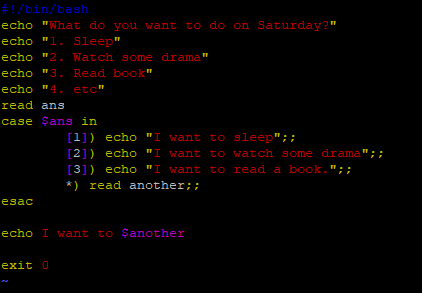 #!/bin/bash
echo "What do you want to do on Saturday?"
echo "1. Sleep"
echo "2. Watch some drama"
echo "3. Read book"
echo "4. etc"
read ans
case $ans in
        [1]) echo "I want to sleep";;
        [2]) echo "I want to watch some drama";;
        [3]) echo "I want to read a book.";;
        *) read another;;
esac

echo I want to $another

exit 0
~